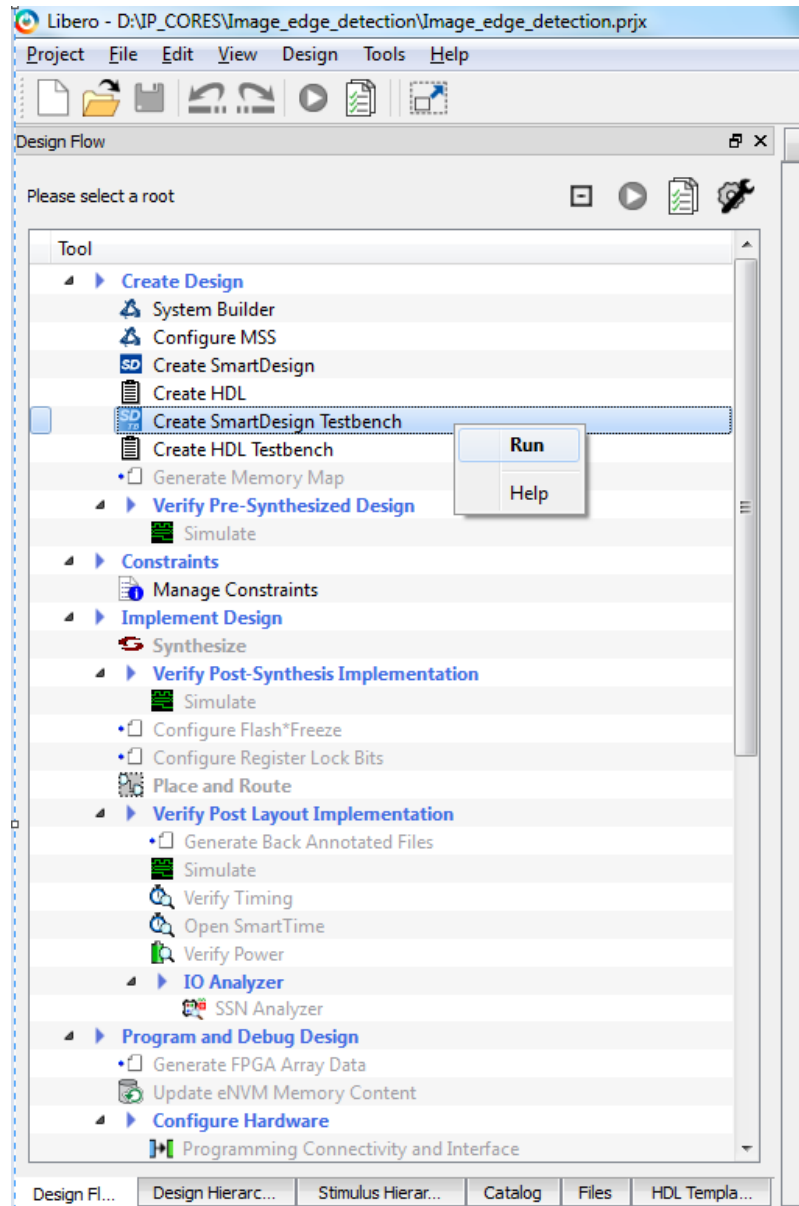 Libero - D:\IP_CORES\Image_edge_detection\Image_edge_detection.prjx
Project File Edit View Design Tools Help
Design Flow
Please select a root
Tool
Create Design
System Builder
Configure MSS
SD Create SmartDesign
Create HDL
SD TB Create SmartDesign Testbench
Run
Create HDL Testbench
Generate Memory Map
Help
Verify Pre-Synthesized Design
Simulate
Constraints
Manage Constraints
Implement Design
Synthesize
Verify Post-Synthesis Implementation
Simulate
Configure Flash*Freeze
Configure Register Lock Bits
Place and Route
Verify Post Layout Implementation
Generate Back Annotated Files
Simulate
Verify Timing
Open SmartTime
Verify Power
IO Analyzer
SSN Analyzer
Program and Debug Design
Generate FPGA Array Data
Update eNVM Memory Content
Configure Hardware
Programming Connectivity and Interface
Design Fl... Design Hierarc... Stimulus Hierar... Catalog Files HDL Templa...